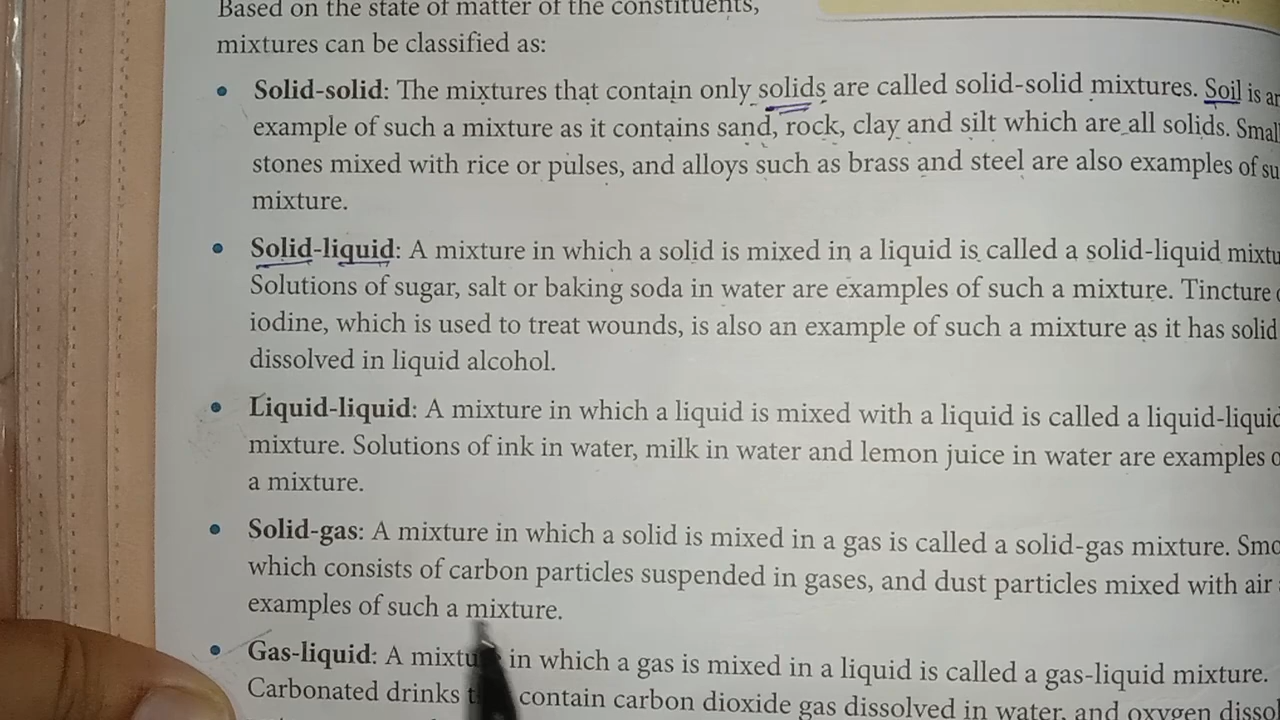 Based on the state of matter of the constituents,
mixtures can be classified as:
• Solid-solid: The mixtures that contain only solids are called solid-solid mixtures. Soil is
example of such a mixture as it contains sand, rock, clay and silt which are all solids.
stones mixed with rice or pulses, and alloys such as brass and steel are also examples of
mixture.
• Solid-liquid: A mixture in which a solid is mixed in a liquid is called a solid-liquid
Solutions of sugar, salt or baking soda in water are examples of such a mixture. Tincture
iodine, which is used to treat wounds, is also an example of such a mixture as it has solid
dissolved in liquid alcohol.
• Liquid-liquid: A mixture in which a liquid is mixed with a liquid is called a
mixture. Solutions of ink in water, milk in water and lemon juice in water are examples
a mixture.
• Solid-gas: A mixture in which a solid is mixed in a gas is called a solid-gas mixture.
which consists of carbon particles suspended in gases, and dust particles mixed with air
examples of such a mixture.
• Gas-liquid: A in which a gas is mixed in a liquid is called a gas-liquid mixture.
Carbonated drinks contain carbon dioxide gas dissolved in water, and oxygen